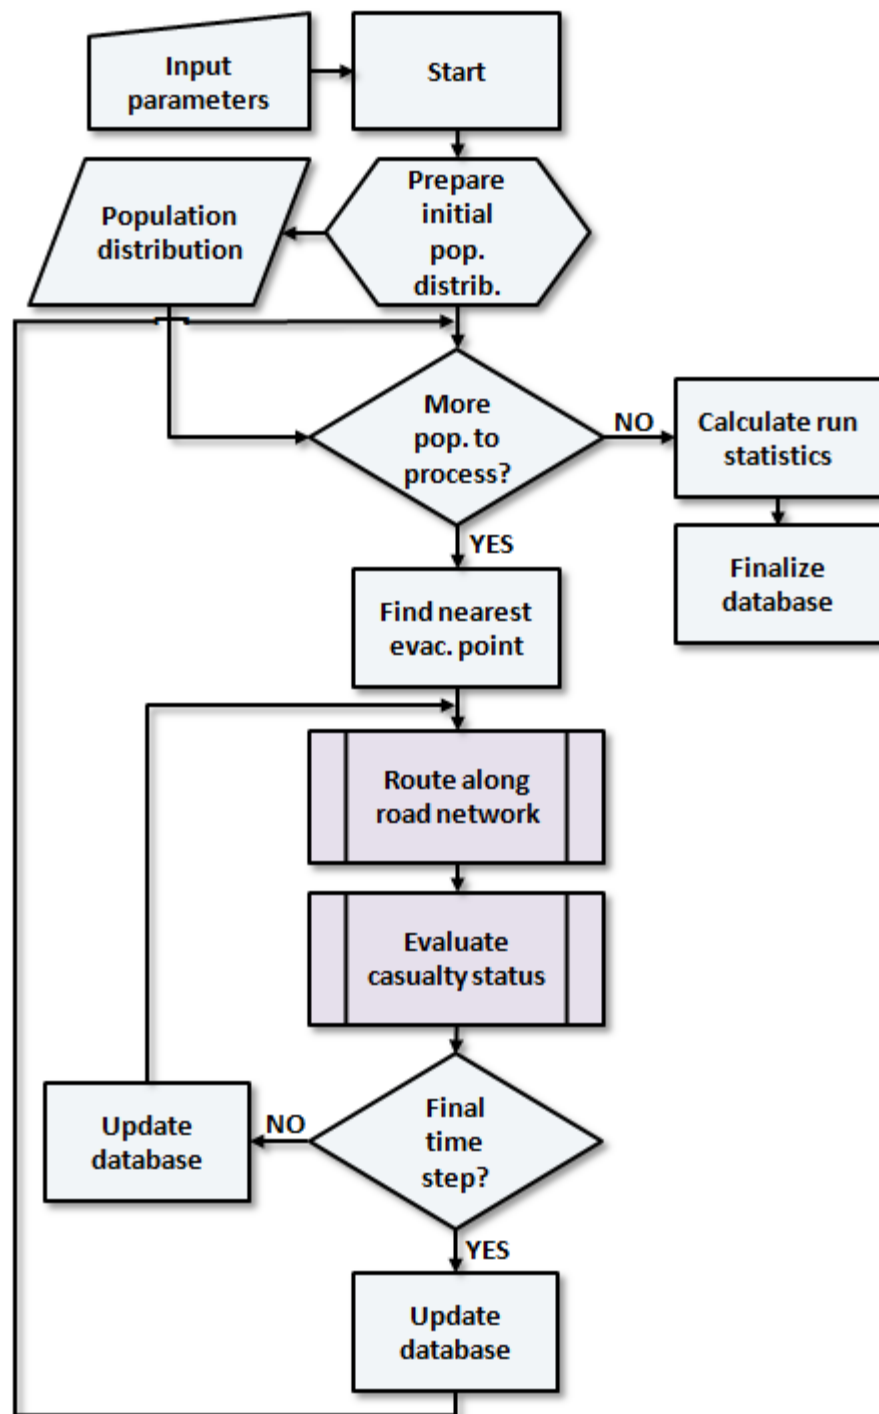 Input
parameters
Start
Population
distribution
Prepare
initial
pop.
distrib.
More
pop. to
process?
NO
Calculate run
statistics
YES
Finalize
database
Find nearest
evac. point
Route along
road network
Evaluate
casualty status
Final
time
step?
NO
Update
database
YES
Update
database